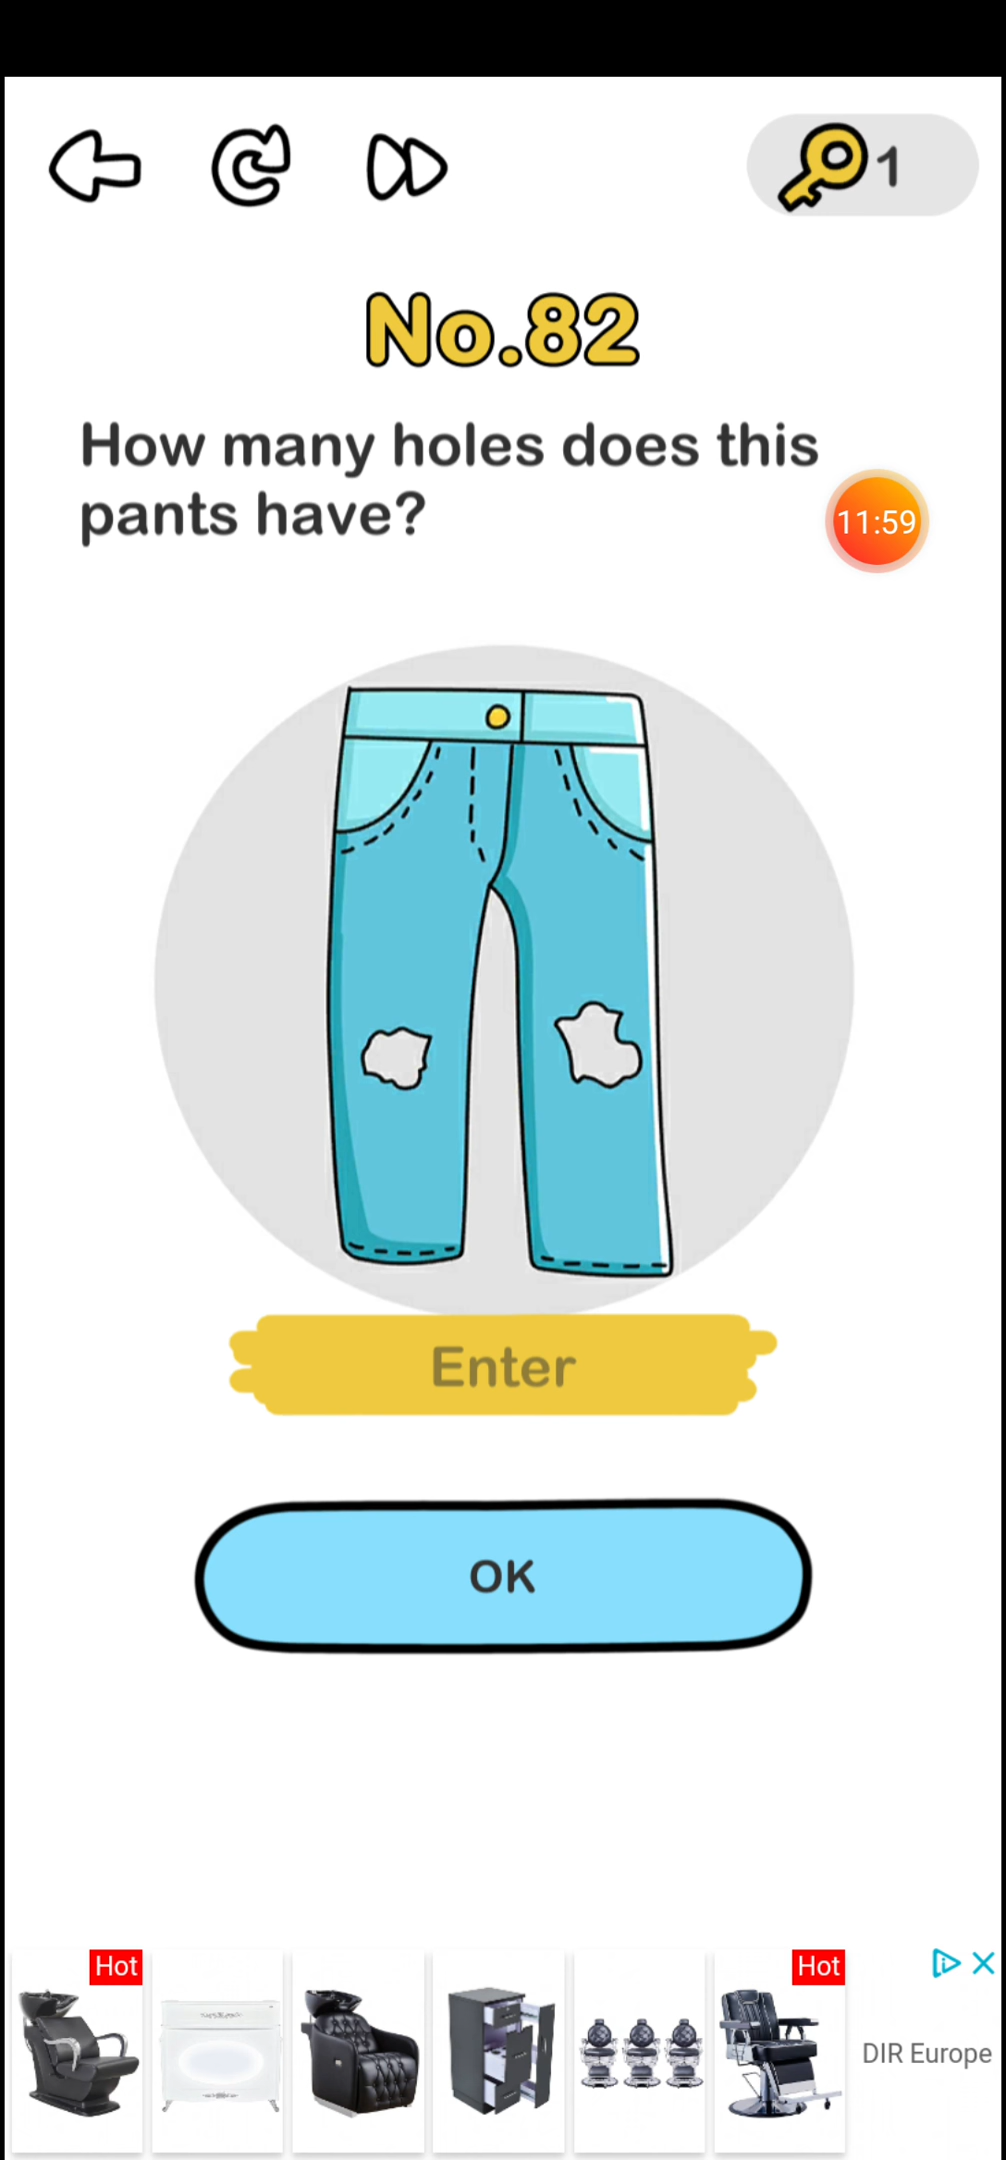 1
No.82
How many holes does this
pants have?
11:59
Enter
OK
Hot
Hot
DIR Europe